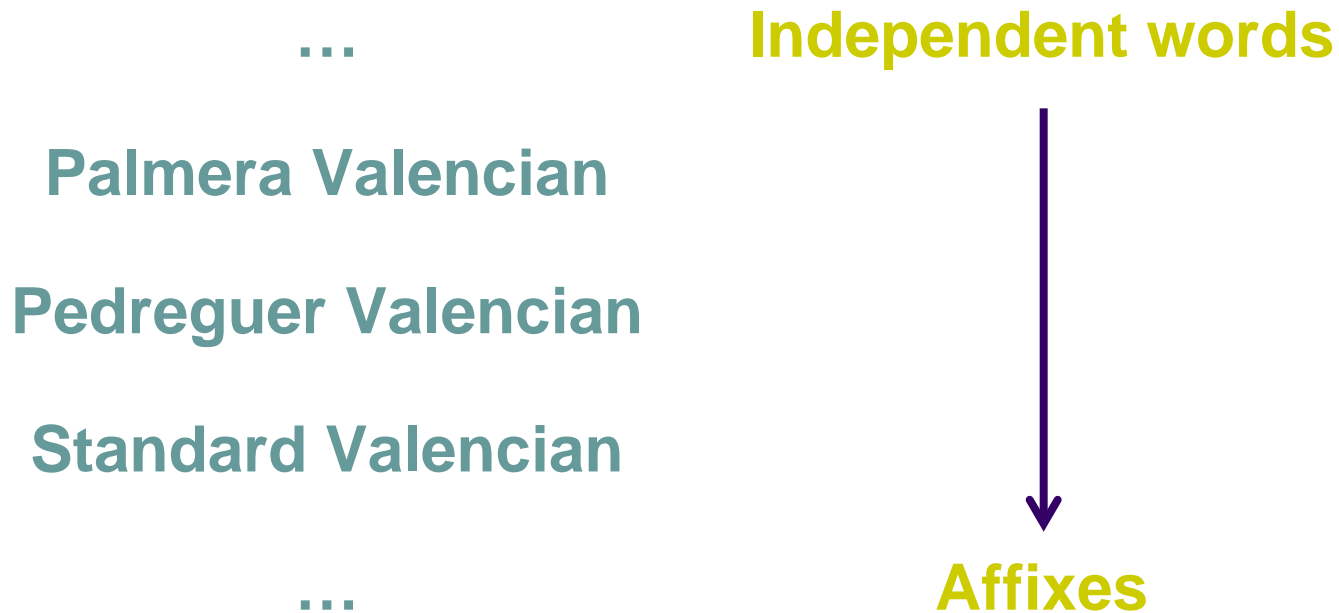 …
Independent words
Palmera Valencian
Pedreguer Valencian
Standard Valencian
…
Affixes